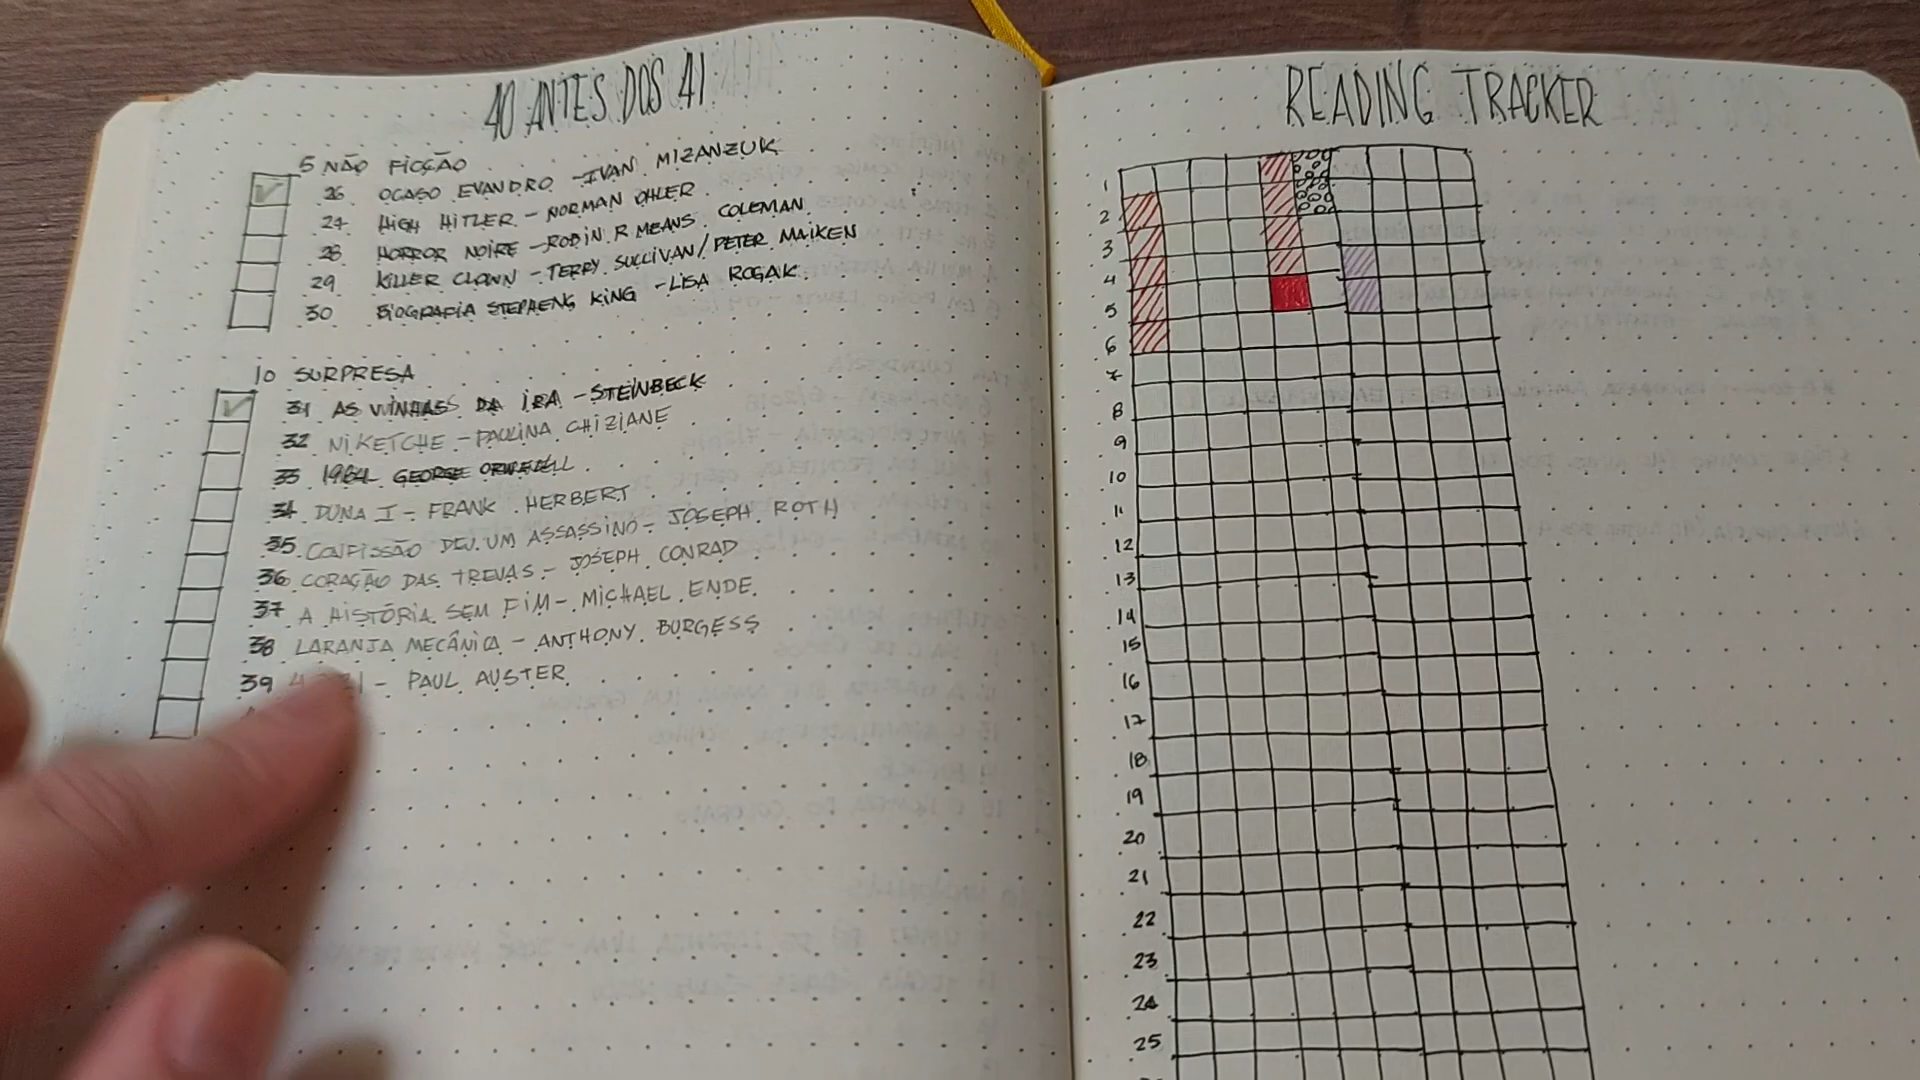 40 ANTES DOS 41
5 NÃO FICÇÃO
26 OCASO EVANDRO - IVAN MIZANZUK
27 HIGH HITLER - NORMAN OHLER
28 HORROR NOIRE - ROBIN R MEANS COLEMAN
29 KILLER CLOWN - TERRY SULLIVAN/PETER MAIKEN
30 BIOGRAFIA STEPHENG KING - LISA ROGAK
10 SURPRESA
31 AS VINHAS DA IRA - STEINBECK
32 NIKETCHE - PAULINA CHIZIANE
33 1984 GEORGE ORWELL
34 DUNA I - FRANK HERBERT
35 CONFISSÃO DE UM ASSASSINO - JOSEPH ROTH
36 CORAÇÃO DAS TREVAS - JOSEPH CONRAD
37 A HISTÓRIA SEM FIM - MICHAEL ENDE
38 LARANJA MECÂNICA - ANTHONY BURGESS
39 - PAUL AUSTER
READING TRACKER
1
2
3
4
5
6
7
8
9
10
11
12
13
14
15
16
17
18
19
20
21
22
23
24
25